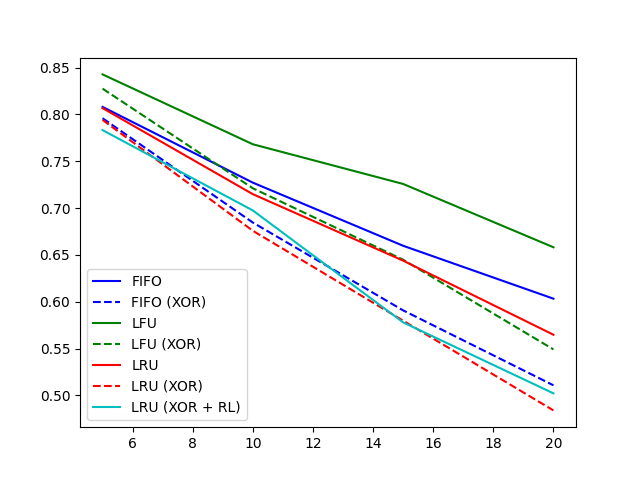 0.85
0.80
0.75
0.70
0.65
0.60
0.55
0.50
FIFO
FIFO (XOR)
LFU
LFU (XOR)
LRU
LRU (XOR)
LRU (XOR + RL)
6 8 10 12 14 16 18 20